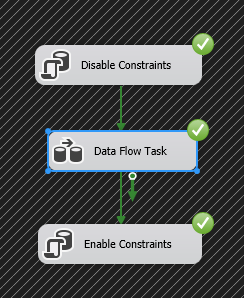 Disable Constraints
Data Flow Task
Enable Constraints